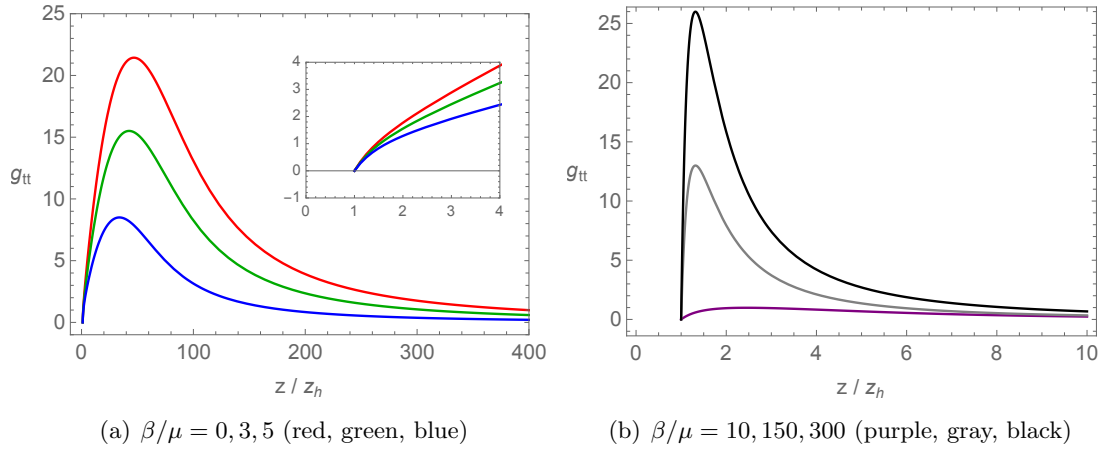 25
20
15
10
5
0
g_tt
0 100 200 300 400
z / z_h
4
3
2
1
0
-1
0 1 2 3 4
(a) β/μ = 0, 3, 5 (red, green, blue)
25
20
15
10
5
0
g_tt
0 2 4 6 8 10
z / z_h
(b) β/μ = 10, 150, 300 (purple, gray, black)